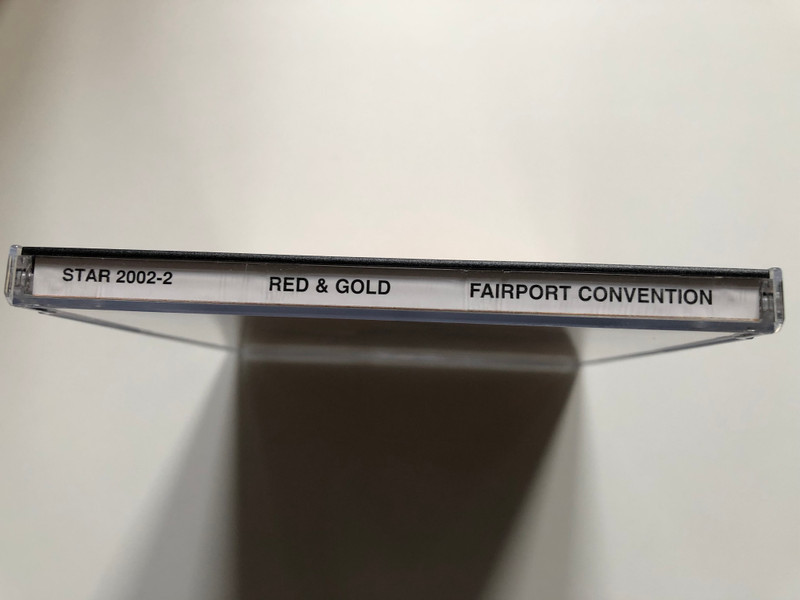 STAR 2002-2 RED & GOLD FAIRPORT CONVENTION